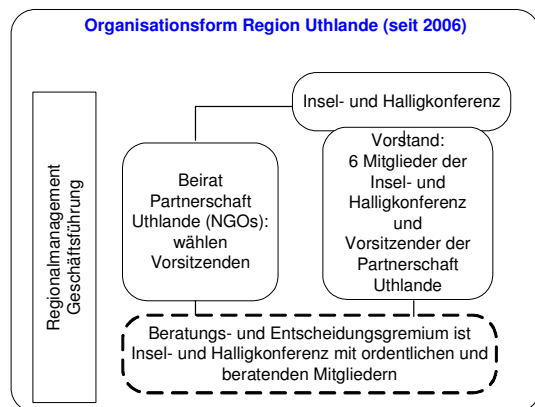 Organisationsform Region Uthlande (seit 2006)
Insel- und Halligkonferenz
Regionalmanagement
Geschäftsführung
Beirat
Partnerschaft
Uthlande (NGOs):
wählen
Vorsitzenden
Vorstand:
6 Mitglieder der
Insel- und
Halligkonferenz
und
Vorsitzender der
Partnerschaft
Uthlande
Beratungs- und Entscheidungsgremium ist
Insel- und Halligkonferenz mit ordentlichen und
beratenden Mitgliedern